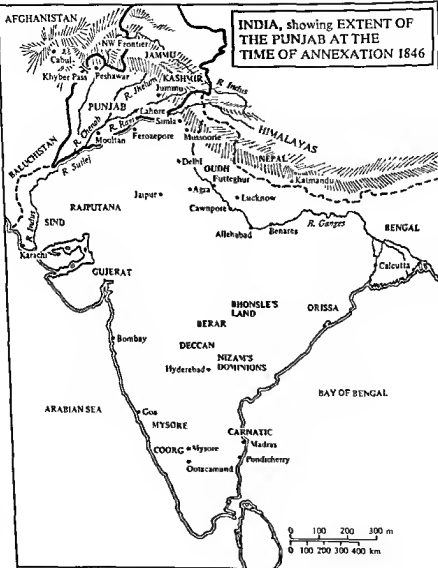 INDIA, showing EXTENT OF
THE PUNJAB AT THE
TIME OF ANNEXATION 1846
AFGHANISTAN
NW Frontier
Cabul
JAMMU
Khyber Pass
Peshawar
KASHMIR
R. Jhelum
R. Indus
Jummu
PUNJAB
R. Chenab
R. Ravi
Lahore
Simla
HIMALAYAS
BALUCHISTAN
Mooltan
Ferozepore
Mussoorie
R. Sutlej
NEPAL
Delhi
OUDH
Futteghur
Katmandu
R. Indus
RAJPUTANA
Jaipur
Agra
Lucknow
SIND
Cawnpore
R. Ganges
BENGAL
Allehabad
Benares
Karachi
GUJERAT
Calcutta
BHONSLE'S
LAND
ORISSA
BERAR
Bombay
DECCAN
NIZAM'S
DOMINIONS
Hyderebad
BAY OF BENGAL
ARABIAN SEA
Goa
MYSORE
CARNATIC
Madras
COORG
Mysore
Pondicherry
Ootacamund
0 100 200 300 m
0 100 200 300 400 km